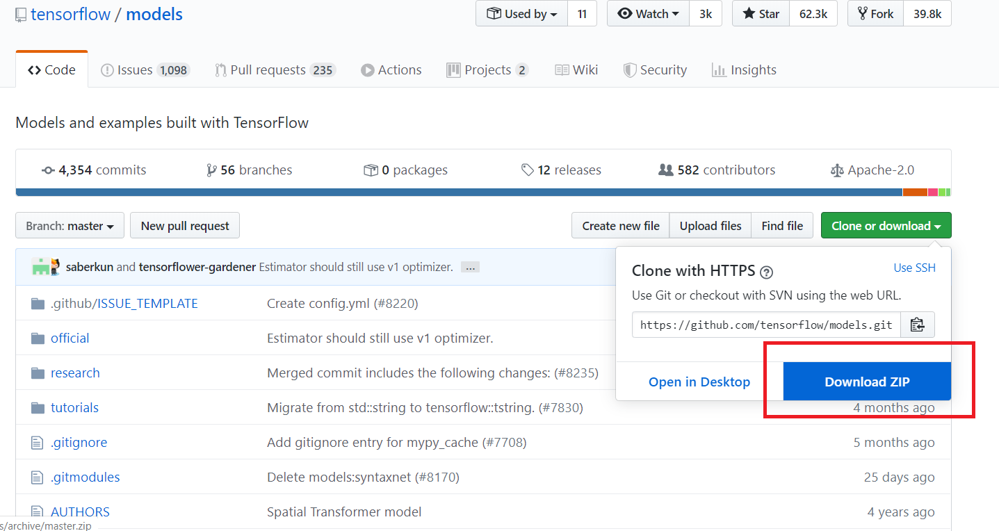 tensorflow / models
Used by 11 Watch 3k Star 62.3k Fork 39.8k
Code Issues 1,098 Pull requests 235 Actions Projects 2 Wiki Security Insights
Models and examples built with TensorFlow
4,354 commits 56 branches 0 packages 12 releases 582 contributors Apache-2.0
Branch: master New pull request Create new file Upload files Find file Clone or download
saberkun and tensorflower-gardener Estimator should still use v1 optimizer. ...
Clone with HTTPS ? Use SSH
Use Git or checkout with SVN using the web URL.
https://github.com/tensorflow/models.git
Open in Desktop Download ZIP
.github/ISSUE_TEMPLATE Create config.yml (#8220)
official Estimator should still use v1 optimizer.
research Merged commit includes the following changes: (#8235)
tutorials Migrate from std::string to tensorflow::tstring. (#7830) 4 months ago
.gitignore Add gitignore entry for mypy_cache (#7708) 5 months ago
.gitmodules Delete models:syntaxnet (#8170) 25 days ago
AUTHORS Spatial Transformer model 4 years ago
s/archive/master.zip